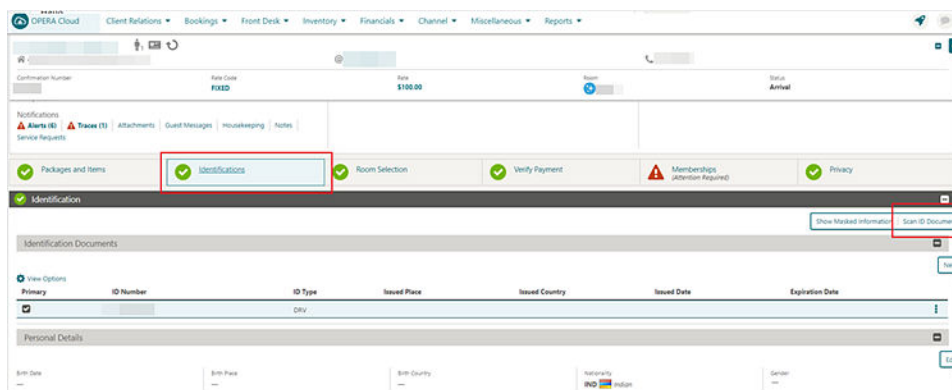 OPERA Cloud Client Relations Bookings Front Desk Inventory Financials Channel Miscellaneous Reports
@
Confirmation Number Rate Code Rate Room Status
FIXED $100.00 Arrival
Notifications
Alerts (6) Traces (1) Attachments Guest Messages Housekeeping Notes
Service Requests
Packages and Items Identifications Room Selection Verify Payment Memberships Privacy
(Attention Required)
Identification
Show Masked Information Scan ID Docume
Identification Documents
View Options
Primary ID Number ID Type Issued Place Issued Country Issued Date Expiration Date
DRV
Personal Details
Birth Date Birth Place Birth Country Nationality Gender
— — — IND Indian —